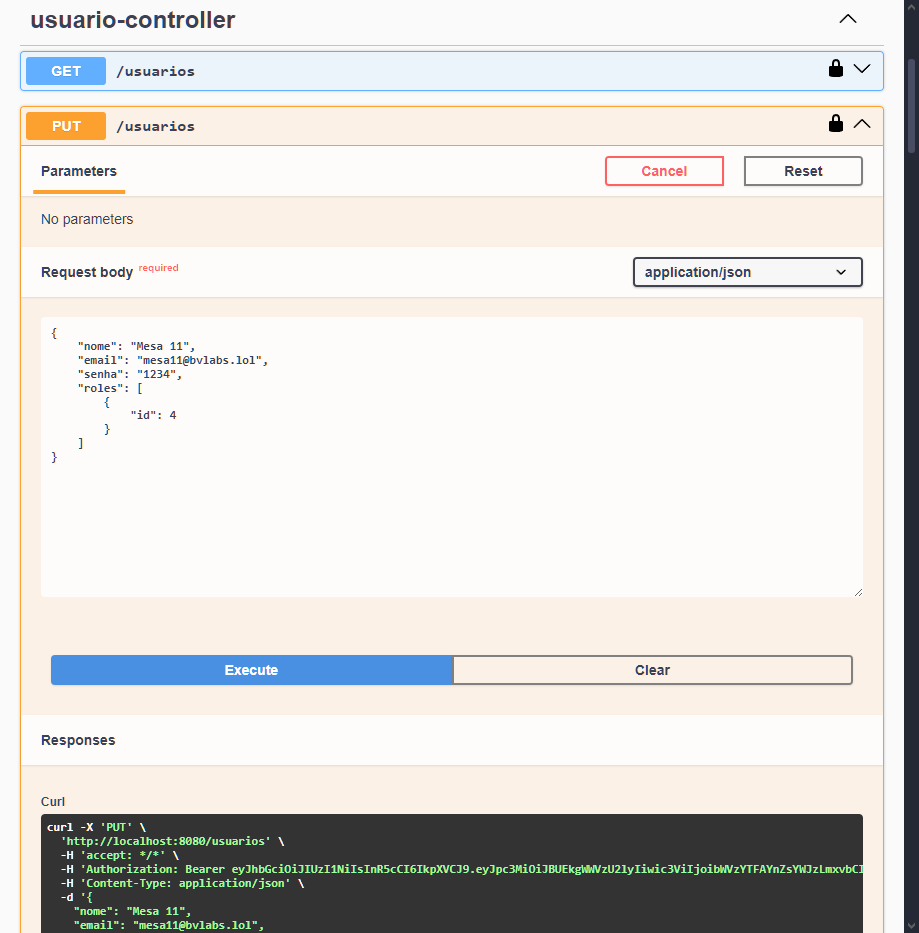 usuario-controller
GET /usuarios
PUT /usuarios
Parameters
Cancel
Reset
No parameters
Request body required
application/json
{
    "nome": "Mesa 11",
    "email": "mesa11@bvlabs.lol",
    "senha": "1234",
    "roles": [
        {
            "id": 4
        }
    ]
}
Execute
Clear
Responses
Curl
curl -X 'PUT' \
  'http://localhost:8080/usuarios' \
  -H 'accept: */*' \
  -H 'Authorization: Bearer eyJhbGciOiJIUzI1NiIsInR5cCI6IkpXVCJ9.eyJpc3MiOiJBUEkgWWVzU2lyIiwic3ViIjoibWVzYTFAYnZsYWJzLmxvbCI
  -H 'Content-Type: application/json' \
  -d '{
    "nome": "Mesa 11",
    "email": "mesa11@bvlabs.lol",